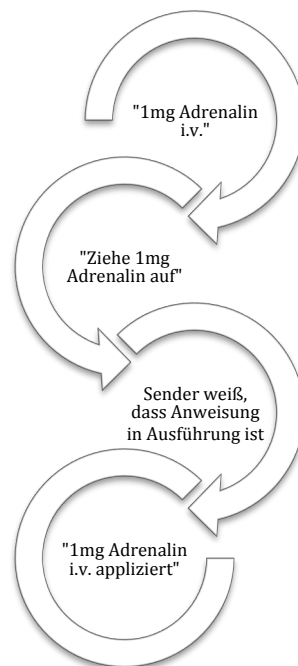 "1mg Adrenalin
i.v."
"Ziehe 1mg
Adrenalin auf"
Sender weiß,
dass Anweisung
in Ausführung ist
"1mg Adrenalin
i.v. appliziert"